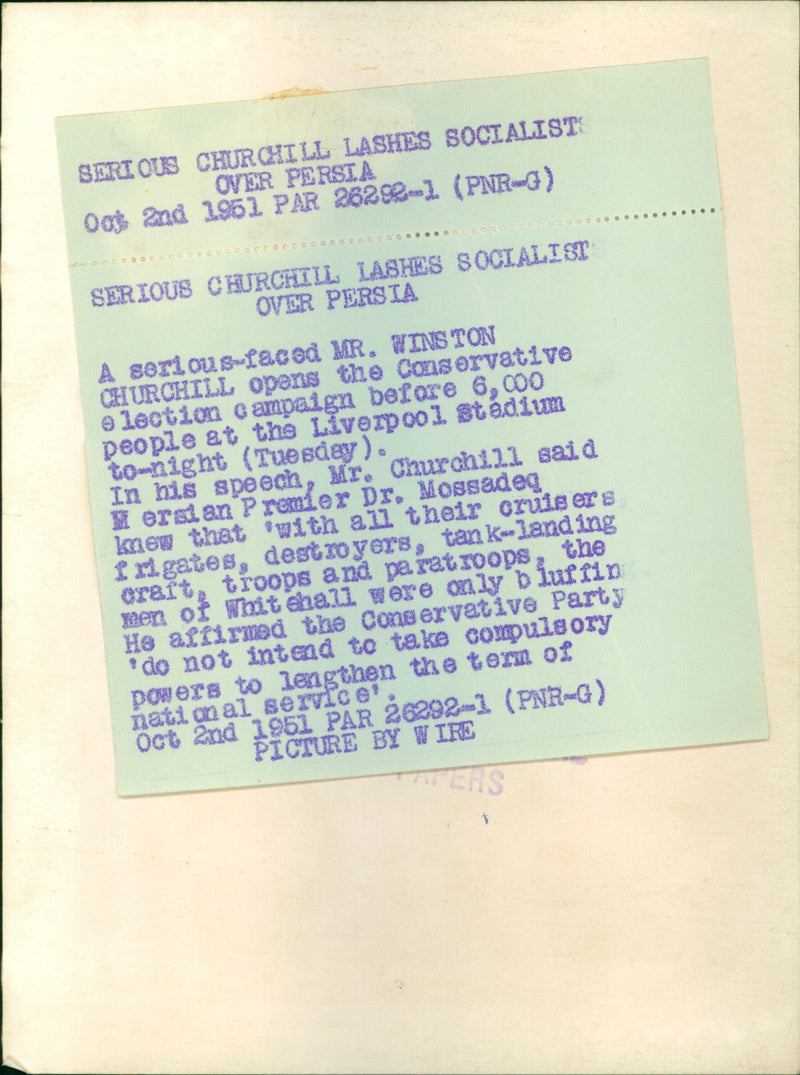 SERIOUS CHURCHILL LASHES SOCIALISTS
OVER PERSIA
Oct 2nd 1951 PAR 26292-1 (PNR-G)
SERIOUS CHURCHILL LASHES SOCIALISTS
OVER PERSIA
A serious-faced MR. WINSTON
CHURCHILL opens the Conservative
election campaign before 6,000
people at the Liverpool stadium
to-night (Tuesday).
In his speech, Mr. Churchill said
M ersian Premier Dr. Mossadeq
knew that 'with all their cruisers
frigates, destroyers, tank-landing
craft, troops and paratroops, the
men of Whitehall were only bluffin
He affirmed the Conservative Party
'do not intend to take compulsory
powers to lengthen the term of
national service'.
Oct 2nd 1951 PAR 26292-1 (PNR-G)
PICTURE BY WIRE
PAPERS